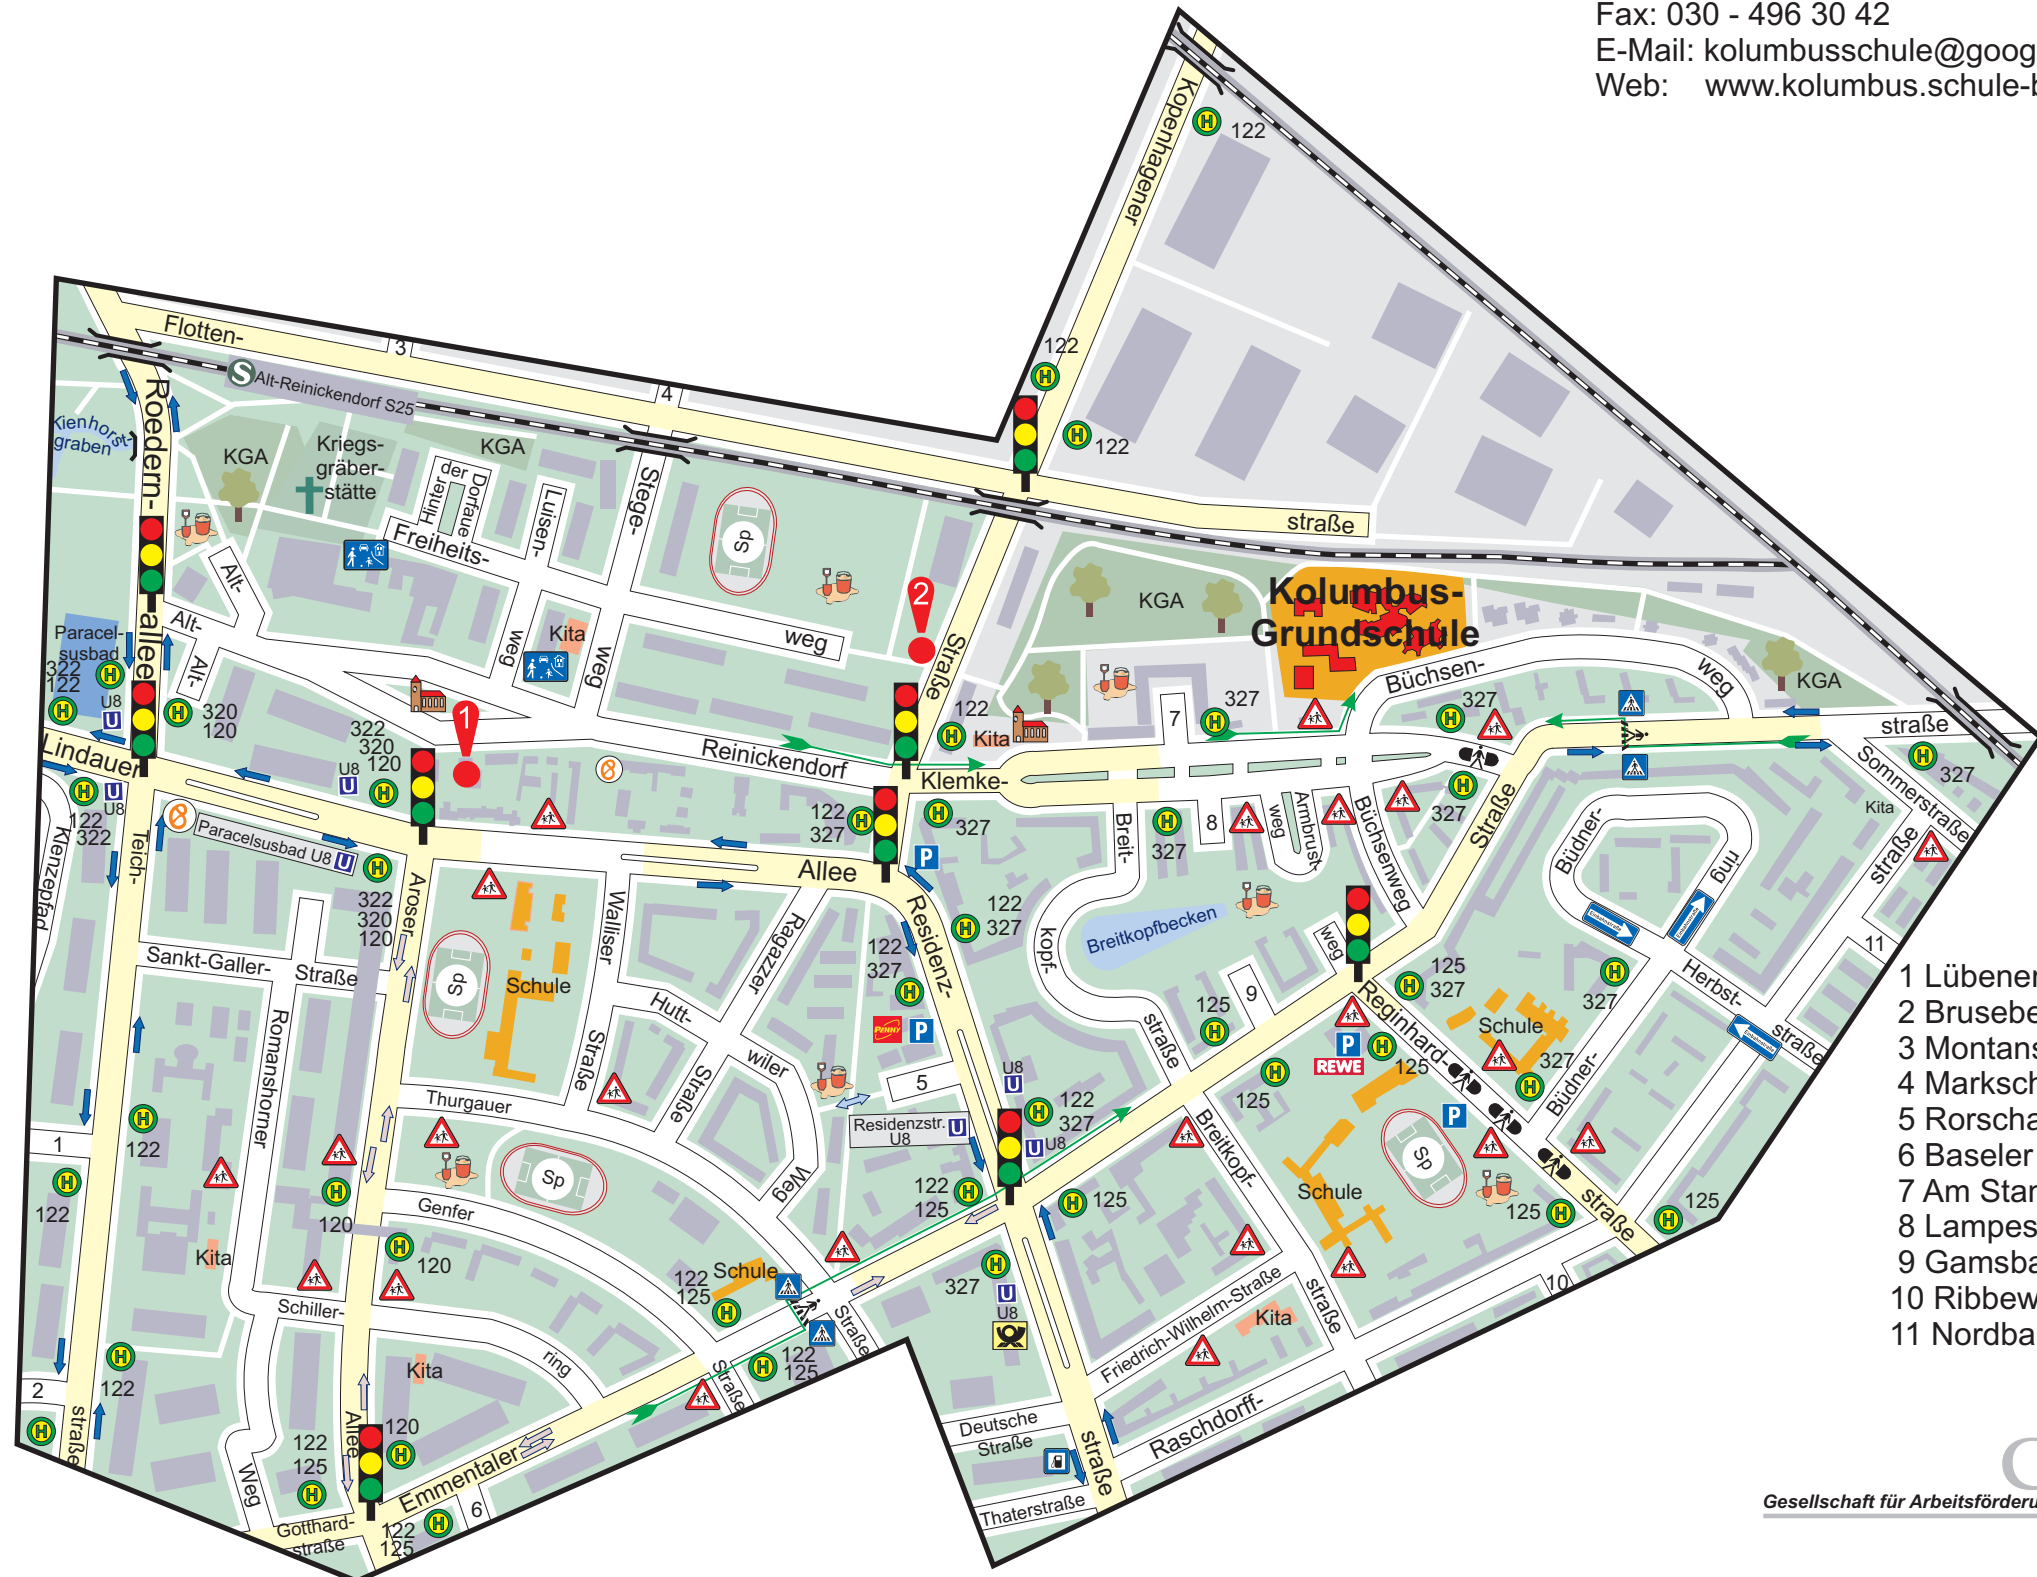 Fax: 030 - 496 30 42
E-Mail: kolumbusschule@goog
Web: www.kolumbus.schule-b
Kopenhagener
H 122
Flotten-
3
4
S Alt-Reinickendorf S25
122
H
H 122
straße
Roedern-
Kienhorst-
graben
KGA
Kriegs-
gräber-
stätte
KGA
Hinter
der
Dorfaue
Luisen-
Stege-
Sp
Freiheits-
Alt-
Alt-
Alt-
allee
weg
Kita
weg
weg
2
Straße
KGA
Kolumbus-
Grundschule
Büchsen-
weg
KGA
Paracel-
susbad
322
122
H
H
U8
U
H 320
120
322
320
120
U8
U
H
1
Reinickendorf
122
H
Kita
7
327
H
327
H
straße
H
327
Sommerstraße
Kita
straße
Lindauer
H
U
U8
122
322
Klenzepfad
Teich-
Paracelsusbad U8 U
H
322
320
120
Aroser
Klemke-
122
327
H
H
327
Allee
P
Breit-
H
327
8
weg
Armbrust-
Büchsenweg
H
327
Straße
Büdner-
ring
Einbahnstraße
Einbahnstraße
11
Herbst-
Einbahnstraße
straße
Walliser
Ragazzer
Residenz-
122
327
H
122
327
H
kopf-
Breitkopfbecken
weg
9
125
327
H
327
H
Sankt-Galler-
Straße
Sp
Schule
Hutt-
Straße
wiler
Straße
PENNY
P
125
H
straße
Reginhard-
Schule
327
H
P
REWE
H
125
Büdner-
P
Romanshorner
Thurgauer
5
Residenzstr. U
U8
U8
U
H
122
327
U
U8
H
125
H
122
1
H
122
Weg
Breitkopf-
Sp
Sp
Schule
H
120
Genfer
122
125
H
H
125
125
H
straße
125
H
Kita
H
120
Schule
122
125
H
327
H
U
U8
10
Schiller-
ring
Straße
Straße
122
125
H
Friedrich-Wilhelm-Straße
straße
Kita
H
122
Kita
2
H
straße
120
H
Allee
122
125
H
Deutsche
Straße
Raschdorff-
straße
Weg
Gotthard-
straße
Emmentaler
122
125
H
6
Thaterstraße
1 Lübener
2 Brusebe
3 Montans
4 Marksch
5 Rorscha
6 Baseler
7 Am Stan
8 Lampes
9 Gamsba
10 Ribbew
11 Nordba
Gesellschaft für Arbeitsförderu